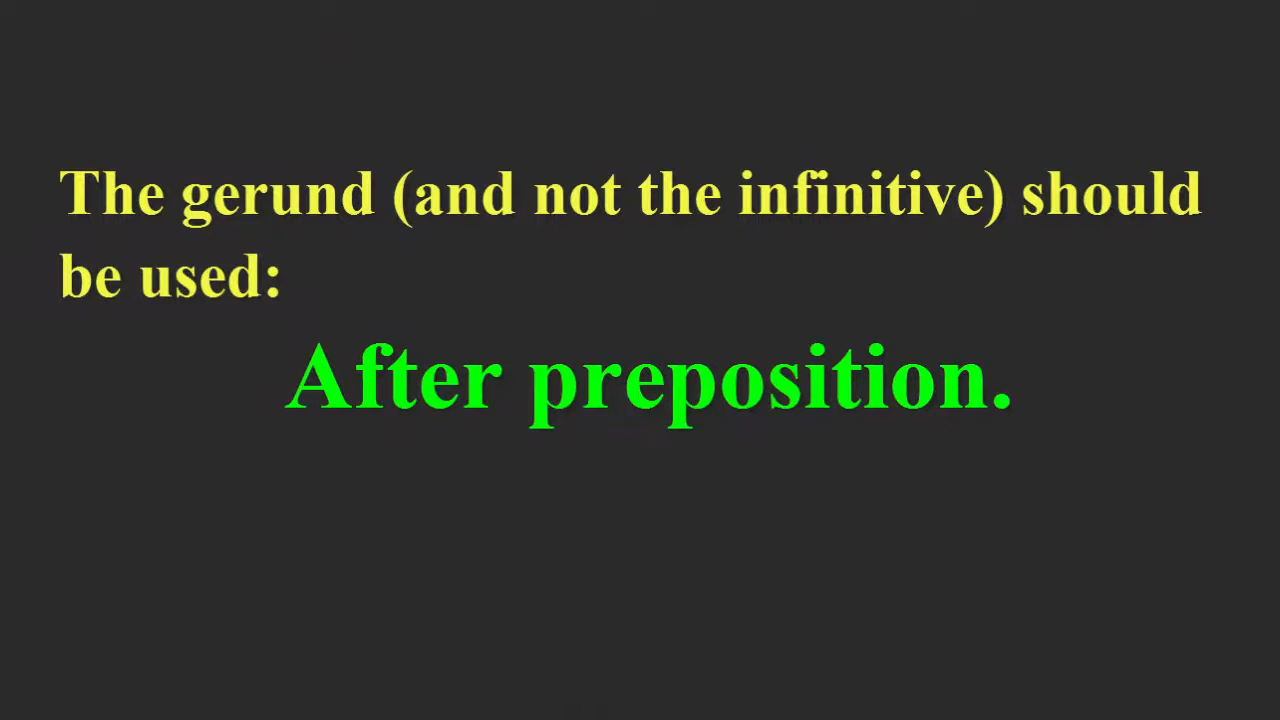 The gerund (and not the infinitive) should
be used:
After preposition.